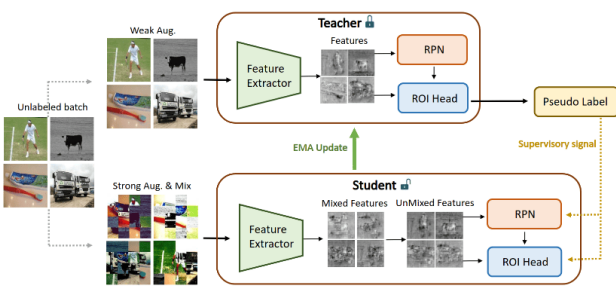 Teacher
Weak Aug.
Features
RPN
Feature
Extractor
ROI Head
Pseudo Label
Unlabeled batch
EMA Update
Supervisory signal
Strong Aug. & Mix
Student
Mixed Features
UnMixed Features
RPN
Feature
Extractor
ROI Head